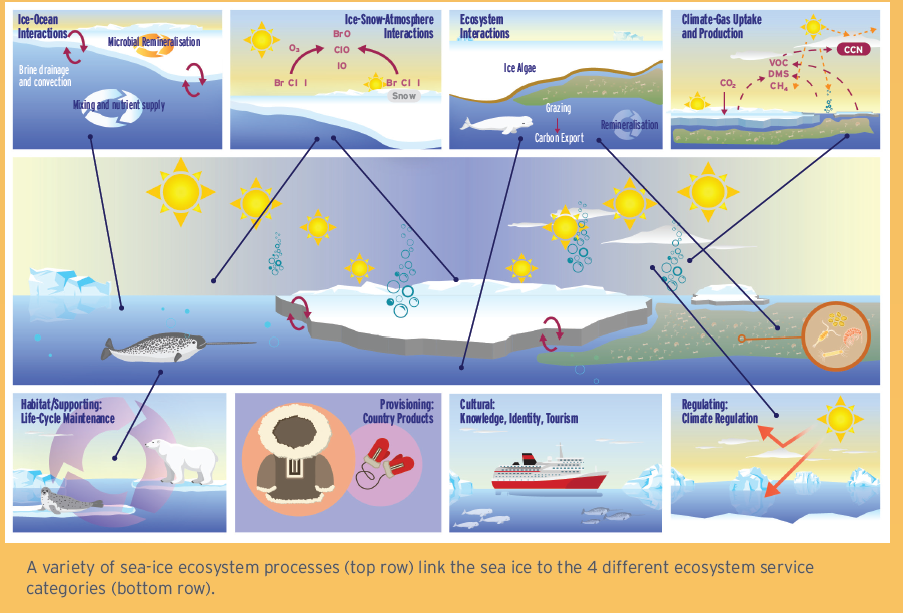 Ice-Ocean
Interactions
Microbial Remineralisation
Brine drainage
and convection
Mixing and nutrient supply
Ice-Snow-Atmosphere
Interactions
O₃
BrO
ClO
IO
Br Cl I
Br Cl I
Snow
Ecosystem
Interactions
Ice Algae
Grazing
Carbon Export
Remineralisation
Climate-Gas Uptake
and Production
CCN
VOC
DMS
CH₄
CO₂
Habitat/Supporting:
Life-Cycle Maintenance
Provisioning:
Country Products
Cultural:
Knowledge, Identity, Tourism
Regulating:
Climate Regulation
A variety of sea-ice ecosystem processes (top row) link the sea ice to the 4 different ecosystem service
categories (bottom row).